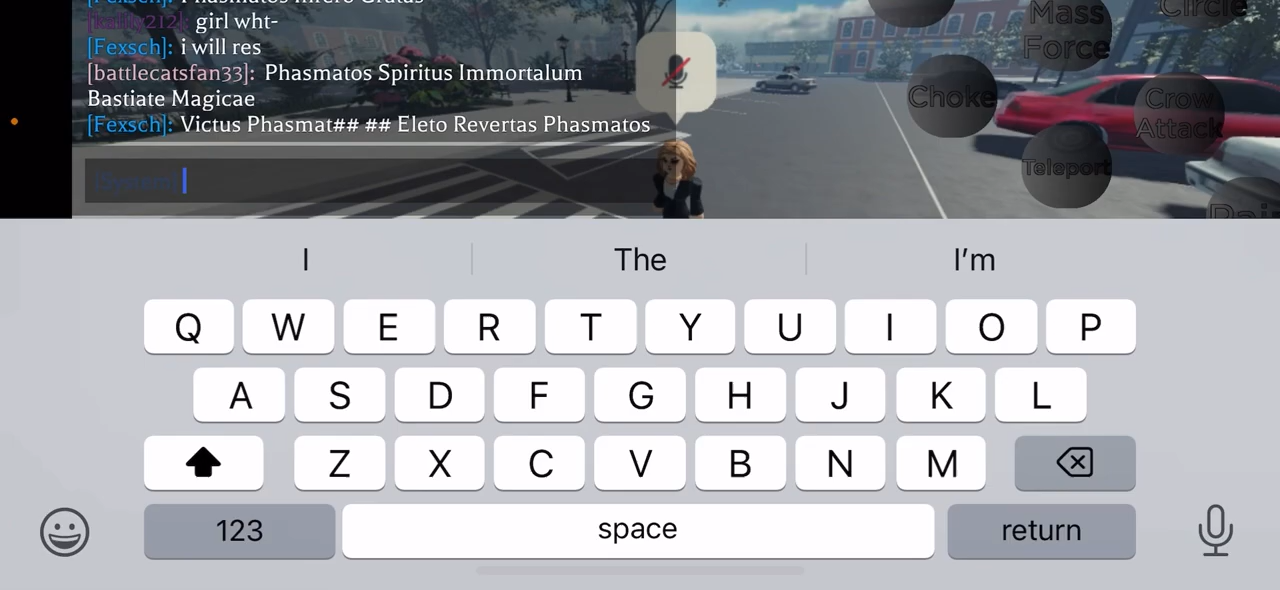 girl wht-
[Fexsch]: i will res
[battlecatsfan33]: Phasmatos Spiritus Immortalum
Bastiate Magicae
[Fexsch]: Victus Phasmat## ## Eleto Revertas Phasmatos
Mass
Force
Circle
Choke
Crow
Attack
Teleport
I The I'm
Q W E R T Y U I O P
A S D F G H J K L
Z X C V B N M
123 space return